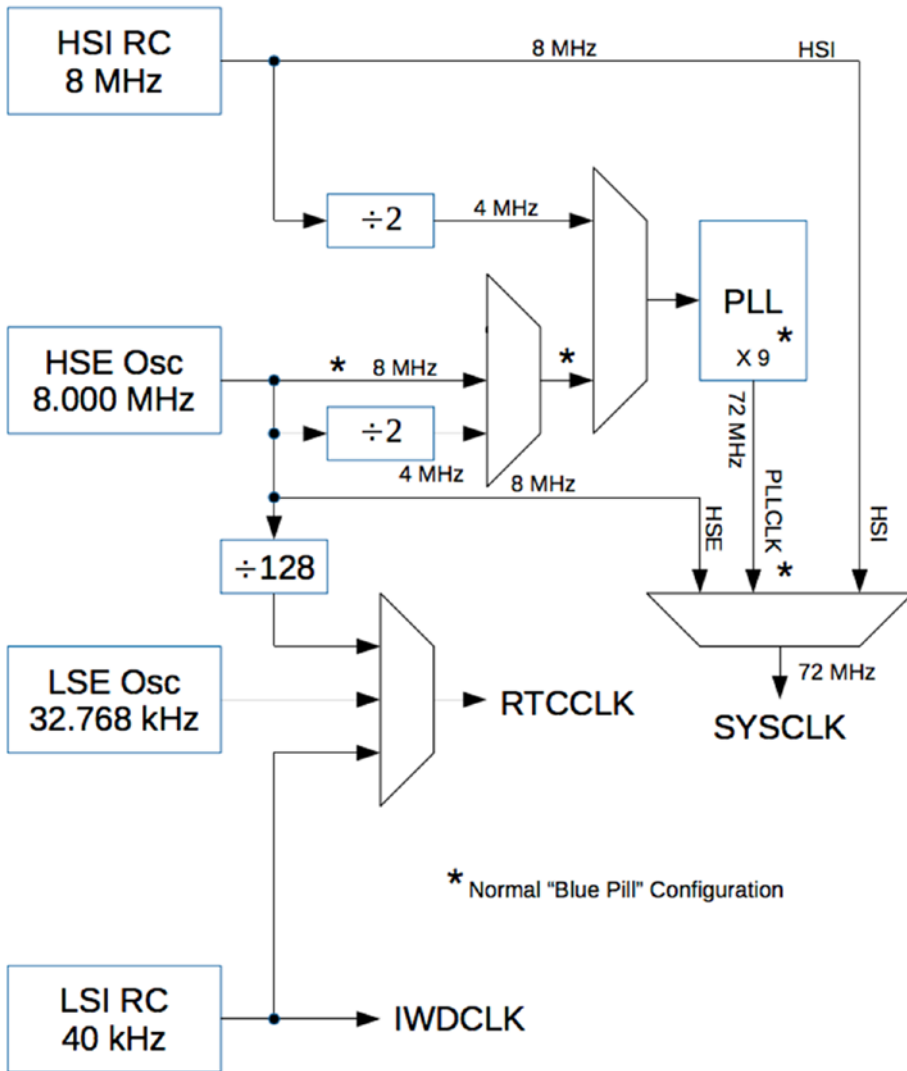 HSI RC
8 MHz
8 MHz
HSI
÷2
4 MHz
PLL
*
X 9
HSE Osc
8.000 MHz
*
8 MHz
*
÷2
4 MHz
8 MHz
72 MHz
HSE
PLLCLK
*
HSI
÷128
LSE Osc
32.768 kHz
RTCCLK
72 MHz
SYSCLK
* Normal “Blue Pill” Configuration
LSI RC
40 kHz
IWDCLK